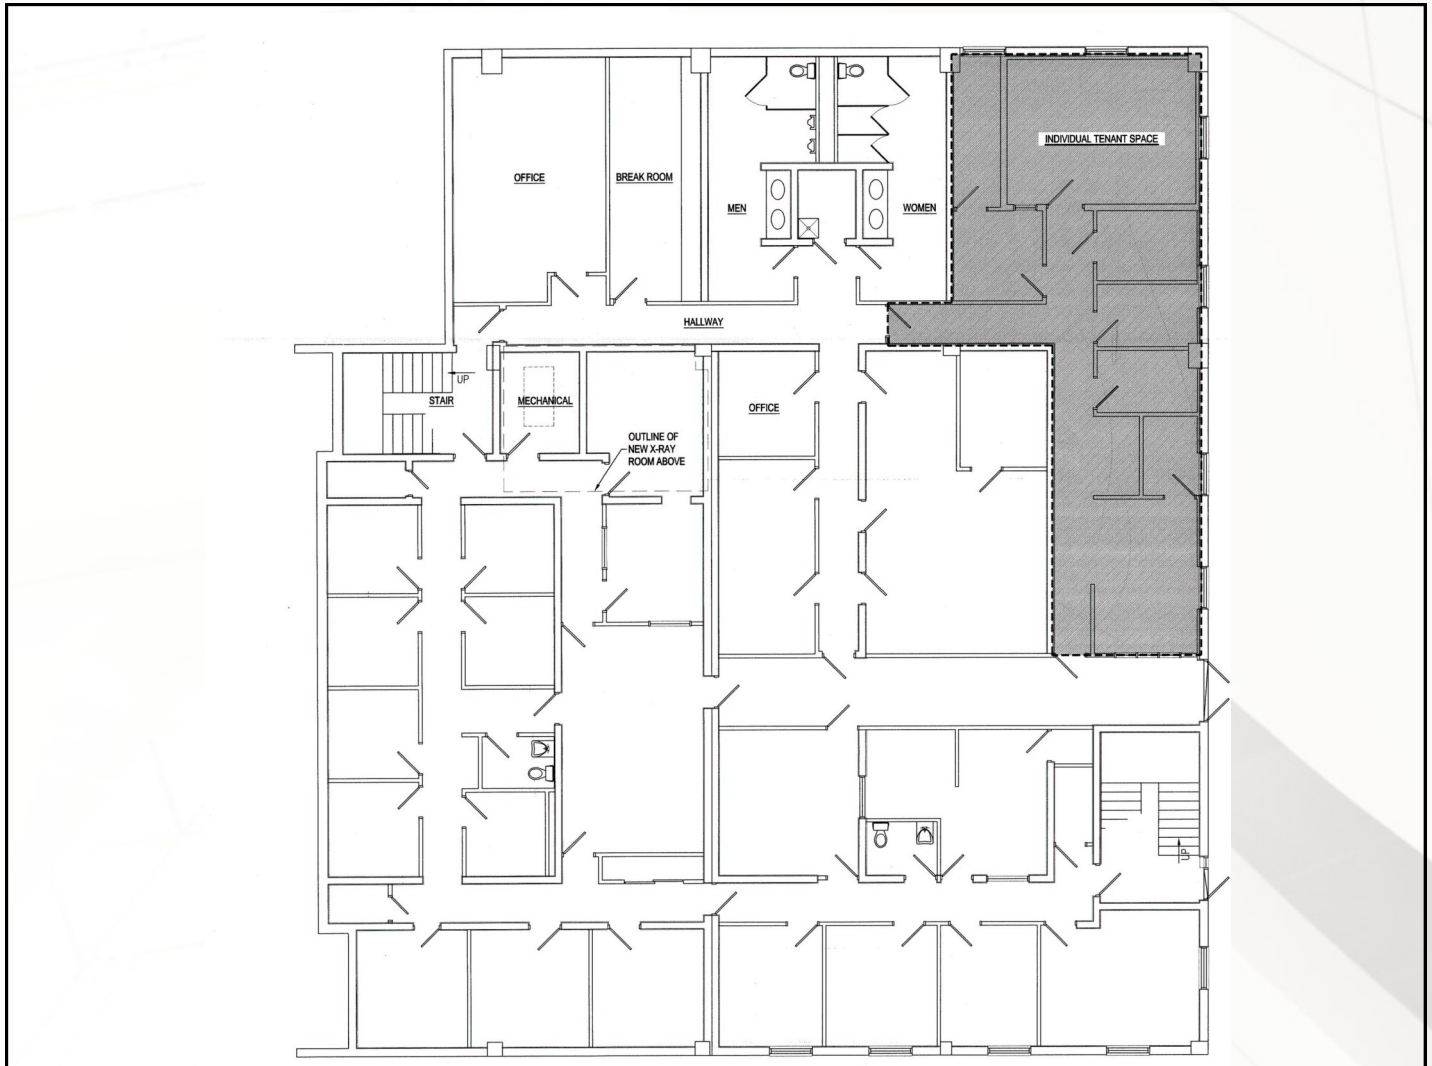 INDIVIDUAL TENANT SPACE
OFFICE
BREAK ROOM
MEN
WOMEN
HALLWAY
UP
STAIR
MECHANICAL
OFFICE
OUTLINE OF
NEW X-RAY
ROOM ABOVE
UP